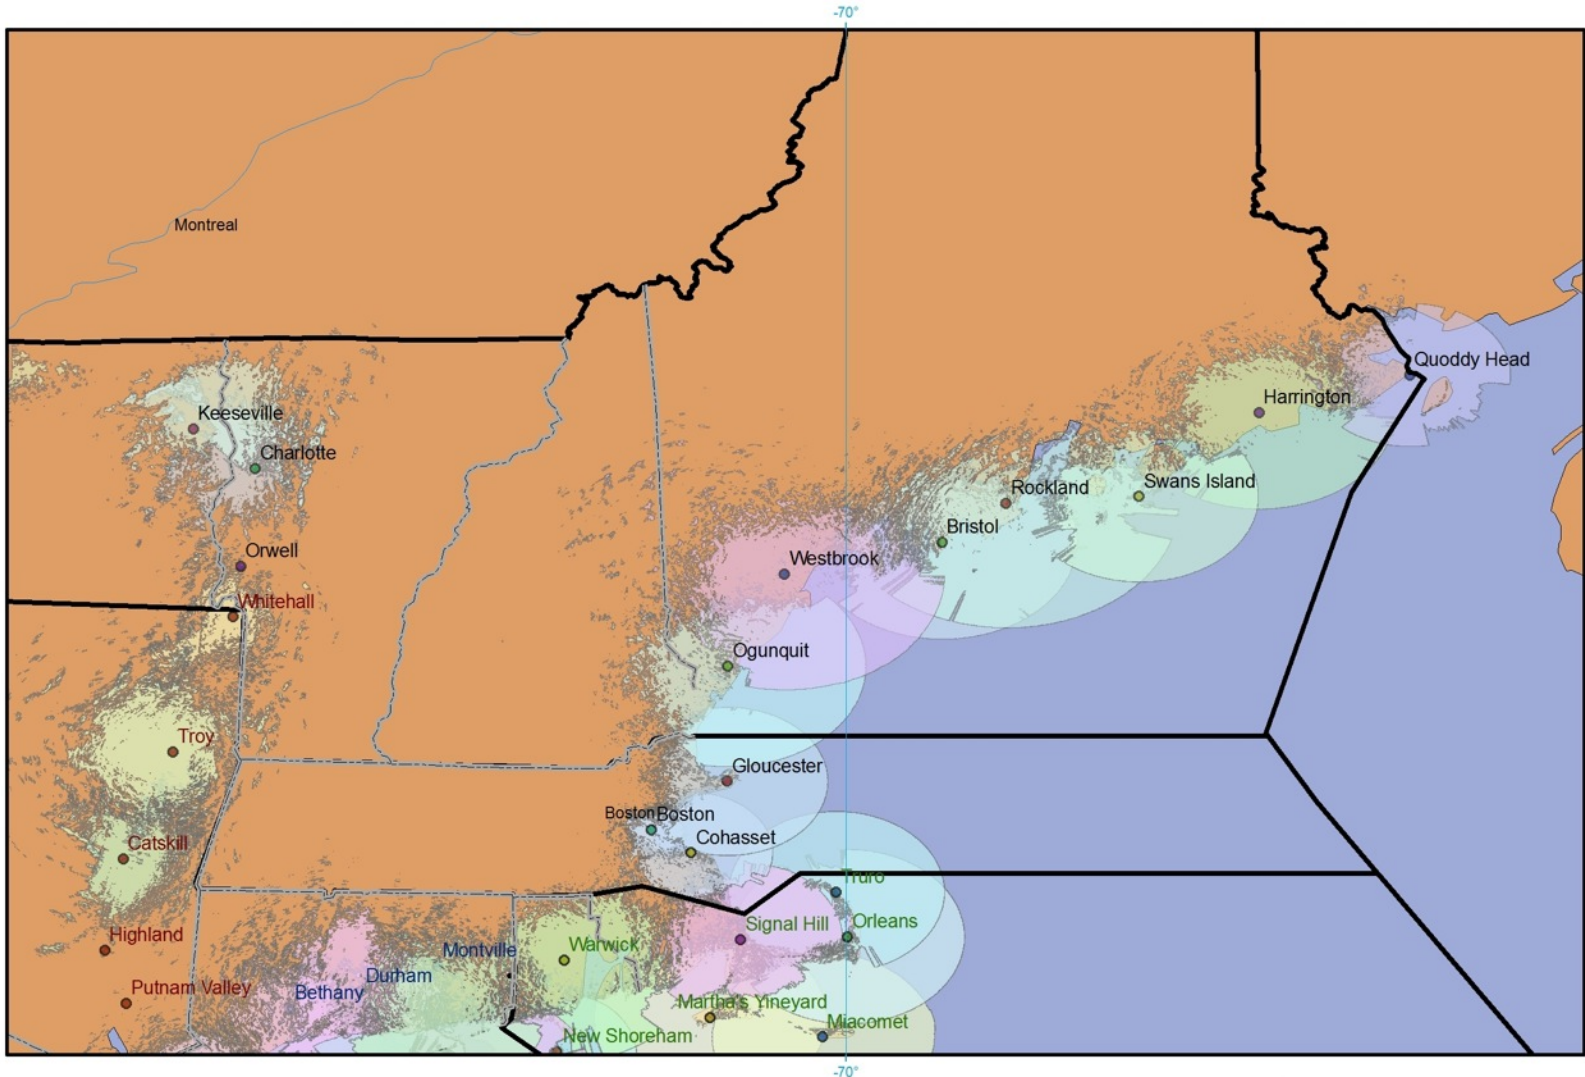 -70°
Montreal
Quoddy Head
Keeseville
Harrington
Charlotte
Rockland
Swans Island
Bristol
Orwell
Westbrook
Whitehall
Ogunquit
Troy
Gloucester
Boston
Boston
Cohasset
Catskill
Truro
Signal Hill
Orleans
Highland
Montville
Warwick
Durham
Putnam Valley
Bethany
Martha's Yineyard
Miacomet
New Shoreham
-70°